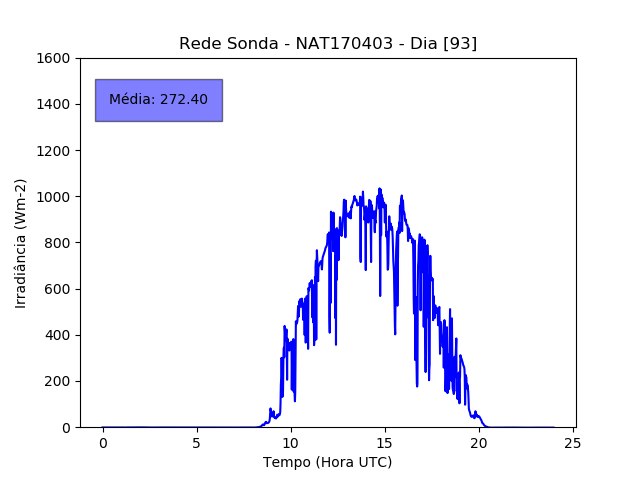 Rede Sonda - NAT170403 - Dia [93]
1600
1400
1200
1000
800
600
400
200
0
Irradiância (Wm-2)
Média: 272.40
0 5 10 15 20 25
Tempo (Hora UTC)